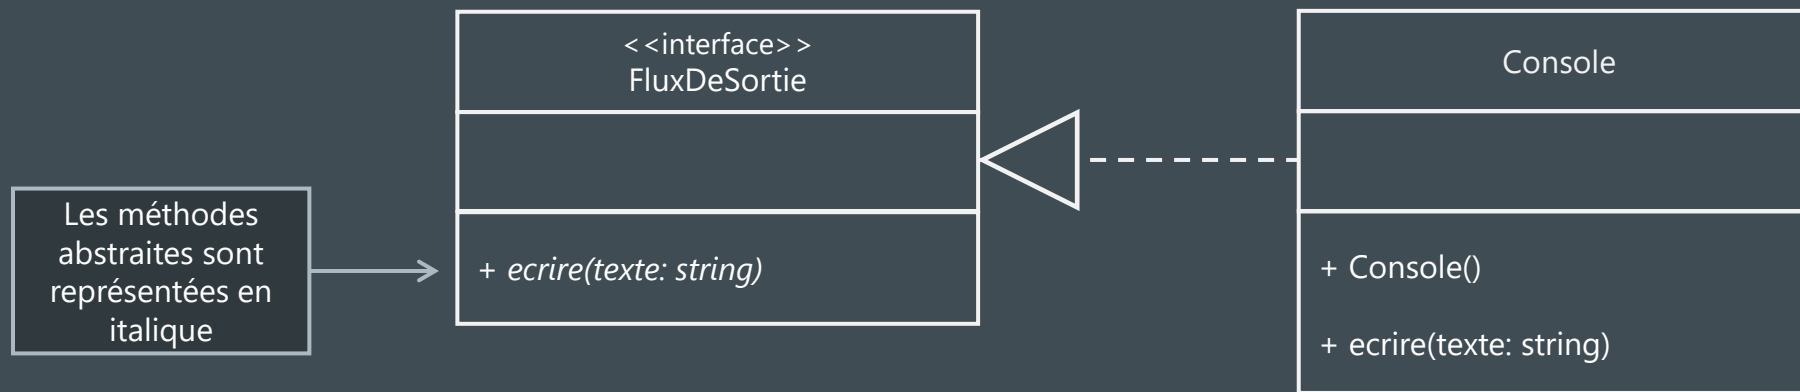 <<interface>>
FluxDeSortie
+ ecrire(texte: string)
Les méthodes
abstraites sont
représentées en
italique
Console
+ Console()
+ ecrire(texte: string)